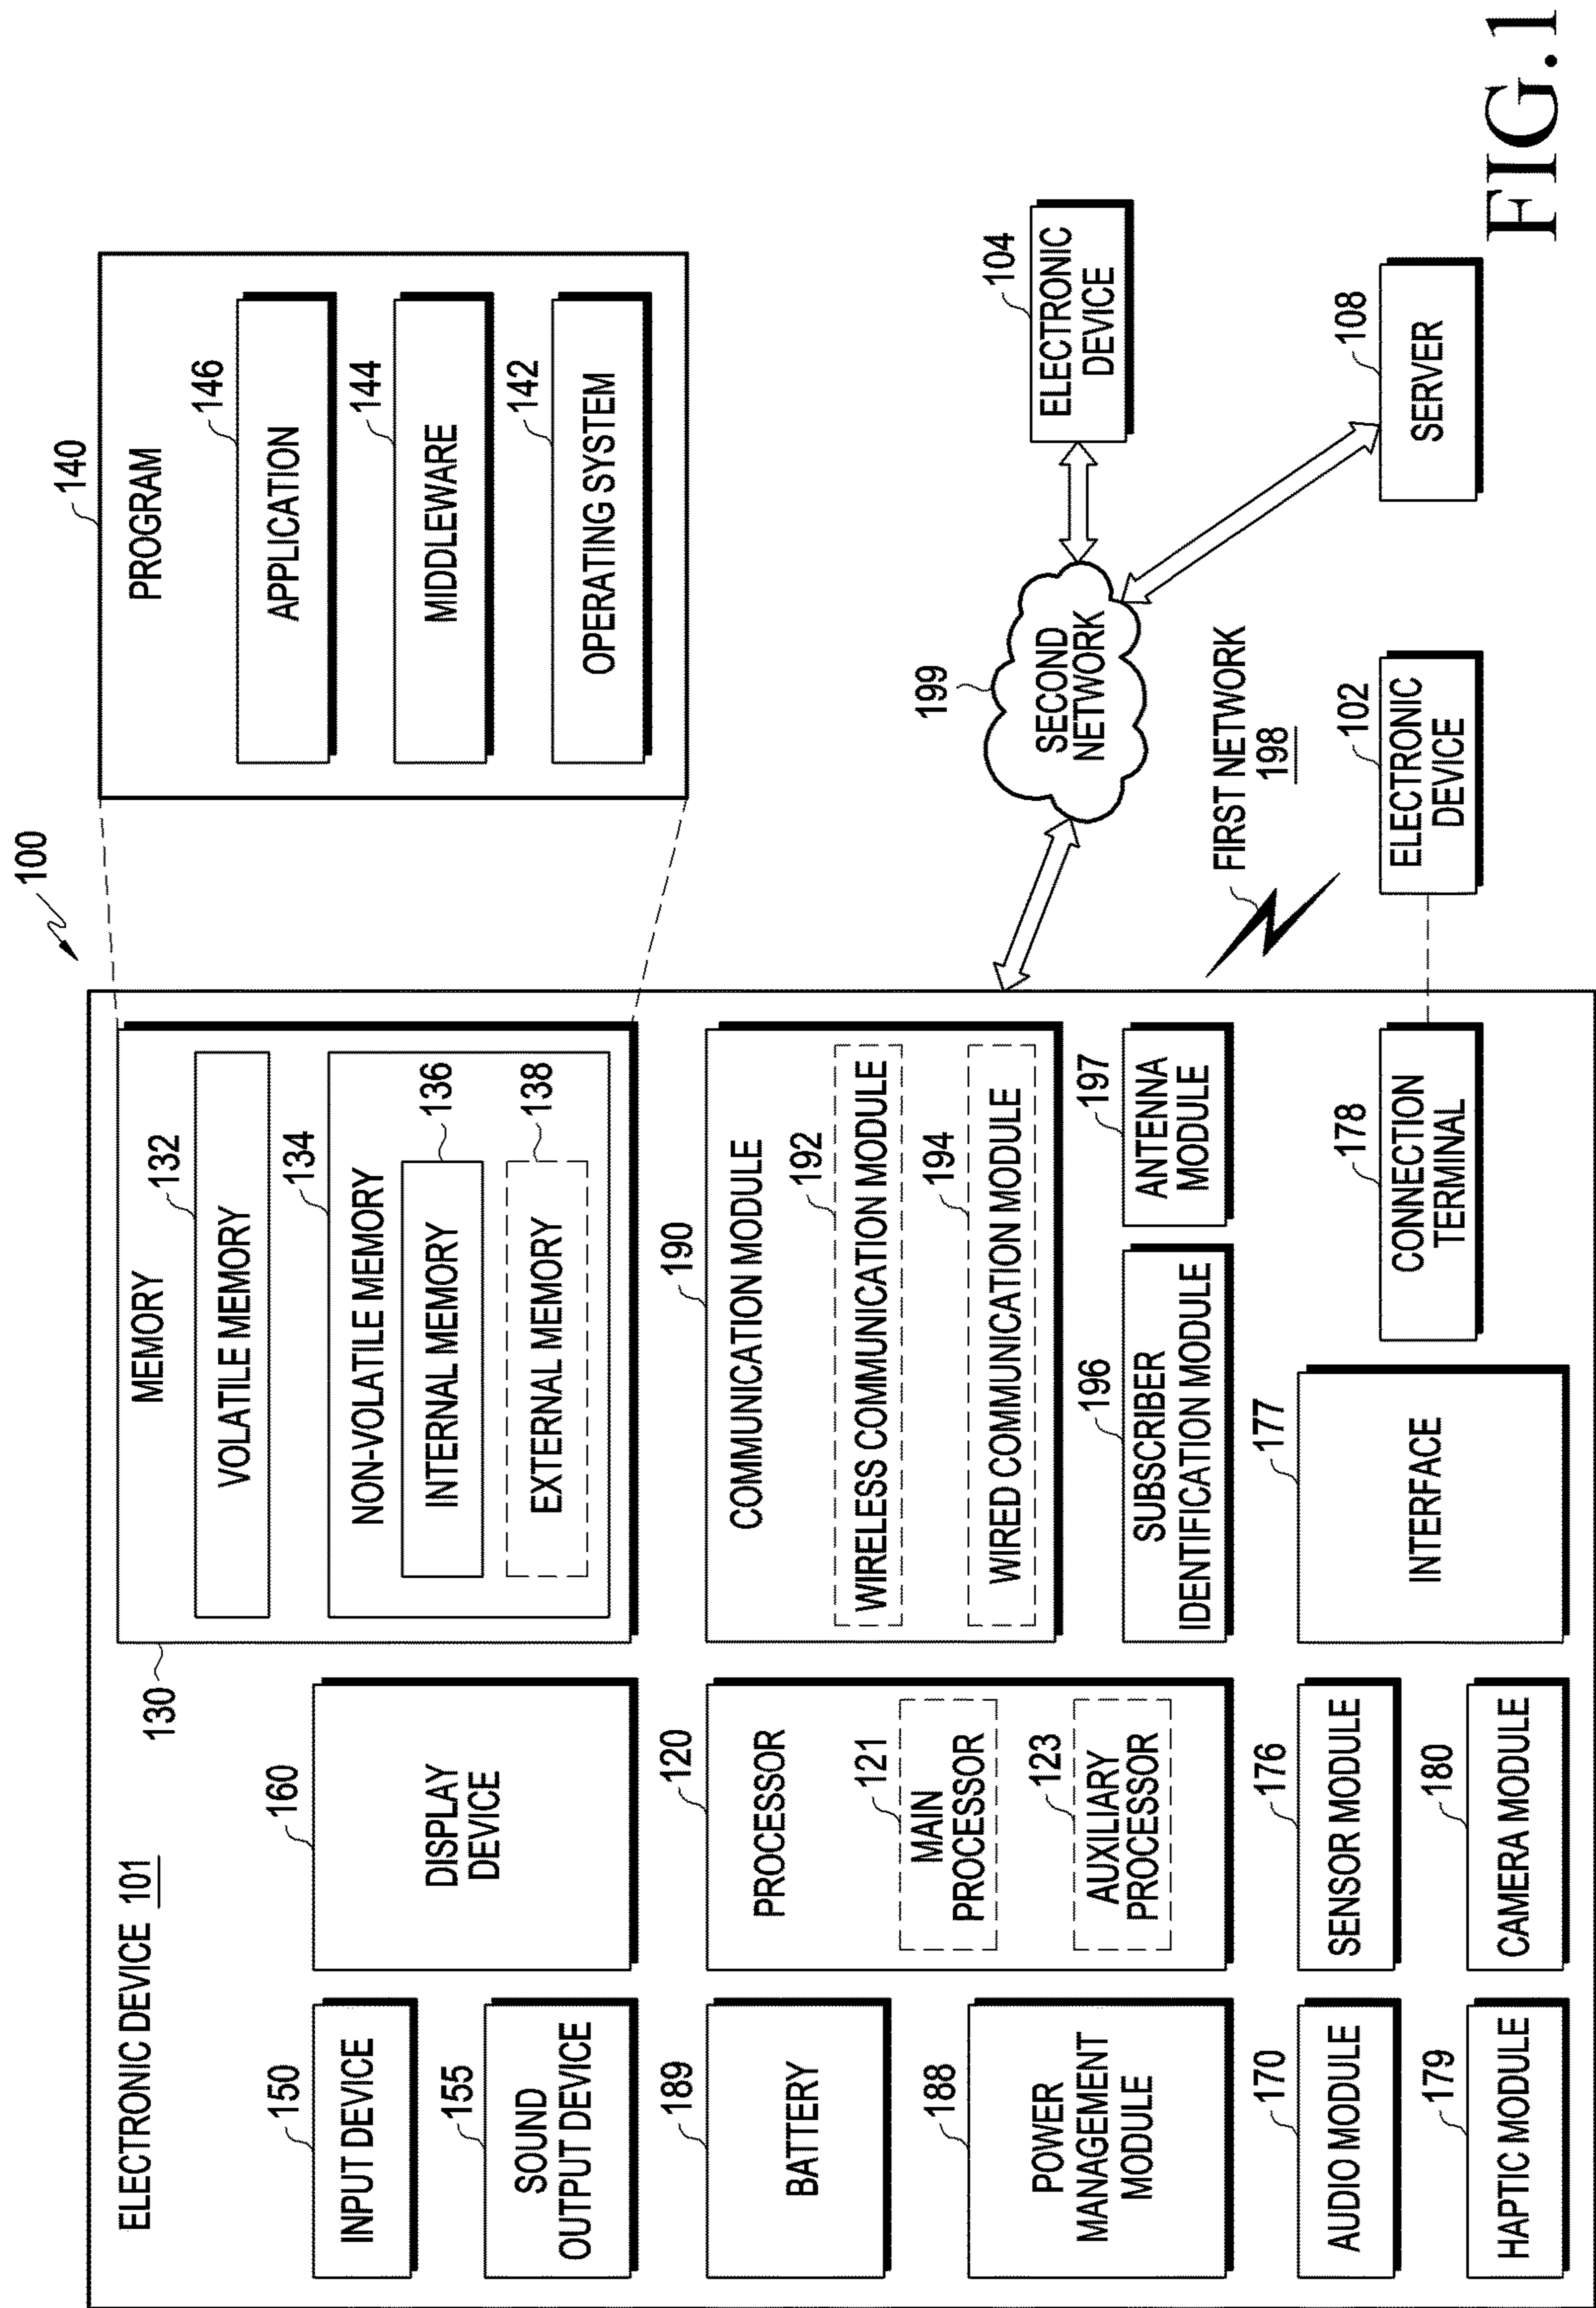 100
ELECTRONIC DEVICE 101
150
INPUT DEVICE
155
SOUND
OUTPUT DEVICE
160
DISPLAY
DEVICE
130
MEMORY
132
VOLATILE MEMORY
134
NON-VOLATILE MEMORY
136
INTERNAL MEMORY
138
EXTERNAL MEMORY
140
PROGRAM
146
APPLICATION
144
MIDDLEWARE
142
OPERATING SYSTEM
189
BATTERY
188
POWER
MANAGEMENT
MODULE
120
PROCESSOR
121
MAIN
PROCESSOR
123
AUXILIARY
PROCESSOR
190
COMMUNICATION MODULE
192
WIRELESS COMMUNICATION MODULE
194
WIRED COMMUNICATION MODULE
196
SUBSCRIBER
IDENTIFICATION MODULE
197
ANTENNA
MODULE
199
SECOND
NETWORK
104
ELECTRONIC
DEVICE
FIRST NETWORK
198
170
AUDIO MODULE
176
SENSOR MODULE
177
INTERFACE
178
CONNECTION
TERMINAL
102
ELECTRONIC
DEVICE
108
SERVER
179
HAPTIC MODULE
180
CAMERA MODULE
FIG.1